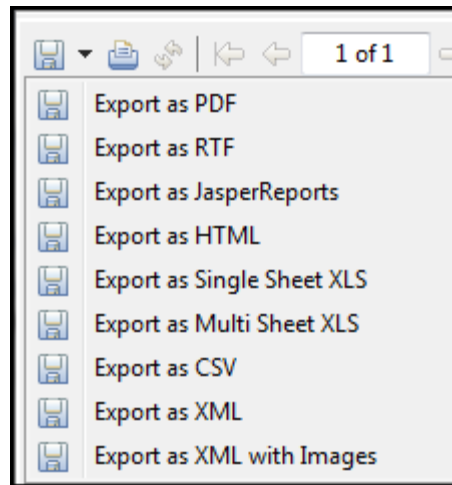 1 of 1
Export as PDF
Export as RTF
Export as JasperReports
Export as HTML
Export as Single Sheet XLS
Export as Multi Sheet XLS
Export as CSV
Export as XML
Export as XML with Images